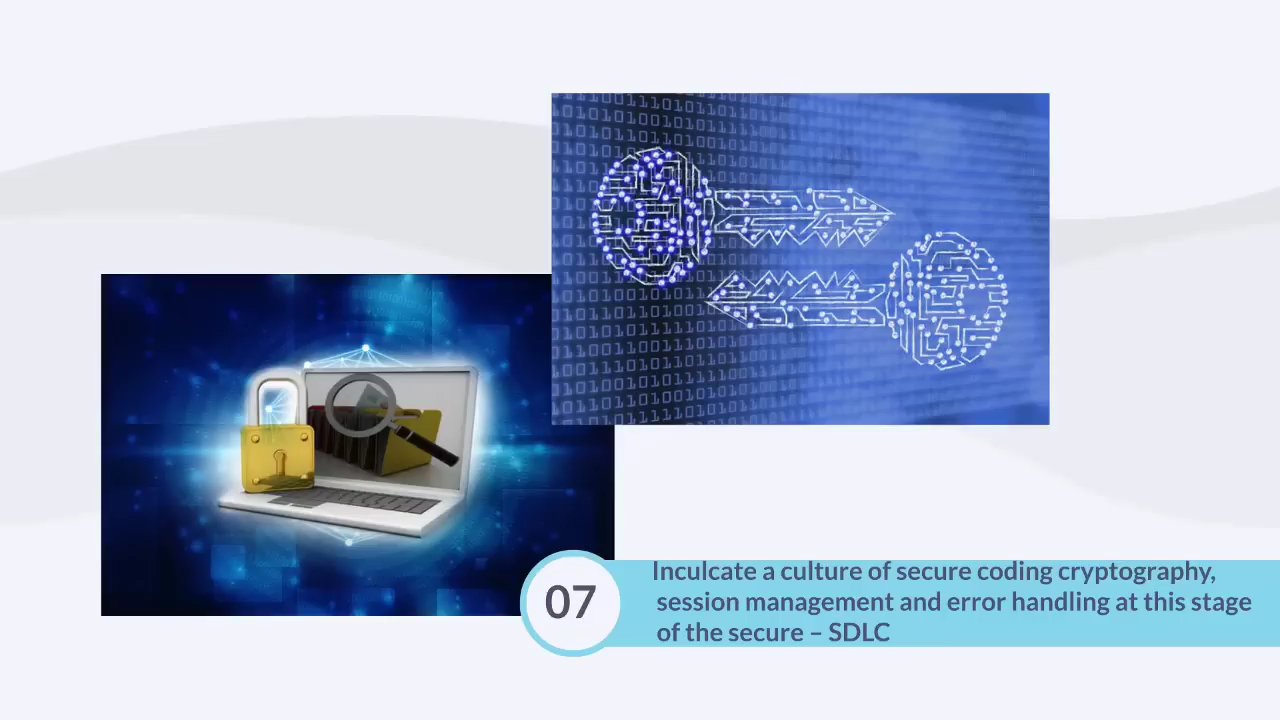 07
Inculcate a culture of secure coding cryptography,
session management and error handling at this stage
of the secure – SDLC